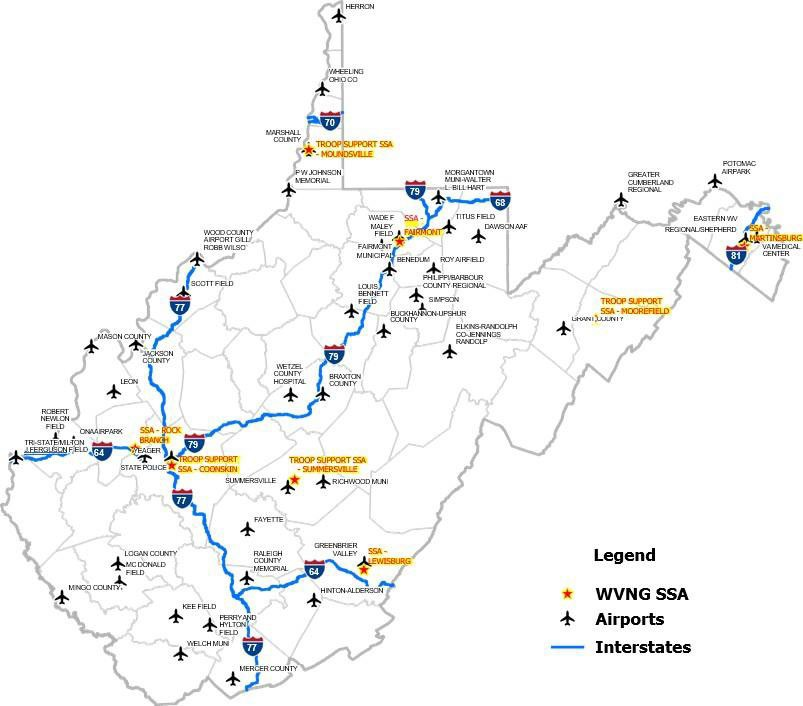 HERRON
WHEELING
OHIO CO
70
MARSHALL
COUNTY
TROOP SUPPORT SSA
- MOUNDSVILLE
P W JOHNSON
MEMORIAL
79
MORGANTOWN
MUNI-WALTER
L. BILL HART
68
GREATER
CUMBERLAND
REGIONAL
POTOMAC
AIRPARK
WADE F
MALEY
FIELD
SSA -
FAIRMONT
TITUS FIELD
DAWSON AAF
EASTERN WV
REGIONAL/SHEPHERD
SSA
MARTINSBURG
VA MEDICAL
CENTER
81
WOOD COUNTY
AIRPORT GILL
ROBB WILSO
FAIRMONT
MUNICIPAL
BENEDUM
ROY AIRFIELD
SCOTT FIELD
77
LOUIS
BENNETT
FIELD
PHILIPP/BARBOUR
COUNTY-REGIONAL
SIMPSON
BUCKHANNON-UPSHUR
COUNTY
TROOP SUPPORT
SSA - MOOREFIELD
GRANT COUNTY
ELKINS-RANDOLPH
CO-JENNINGS
RANDOLP
MASON COUNTY
JACKSON
COUNTY
79
LEON
WETZEL
COUNTY
HOSPITAL
BRAXTON
COUNTY
ROBERT
NEWLON
FIELD
ONA AIRPARK
SSA - ROCK
BRANCH
79
TRI-STATE/MILTON
J.FERGUSON FIELD
64
YEAGER
STATE POLICE
TROOP SUPPORT
SSA - COONSKIN
TROOP SUPPORT SSA
- SUMMERSVILLE
SUMMERSVILLE
RICHWOOD MUNI
77
FAYETTE
LOGAN COUNTY
MC DONALD
FIELD
RALEIGH
COUNTY
MEMORIAL
GREENBRIER
VALLEY
SSA -
LEWISBURG
64
MINGO COUNTY
HINTON-ALDERSON
KEE FIELD
PERRY AND
HYLTON
FIELD
WELCH MUNI
77
MERCER COUNTY
Legend
WVNG SSA
Airports
Interstates